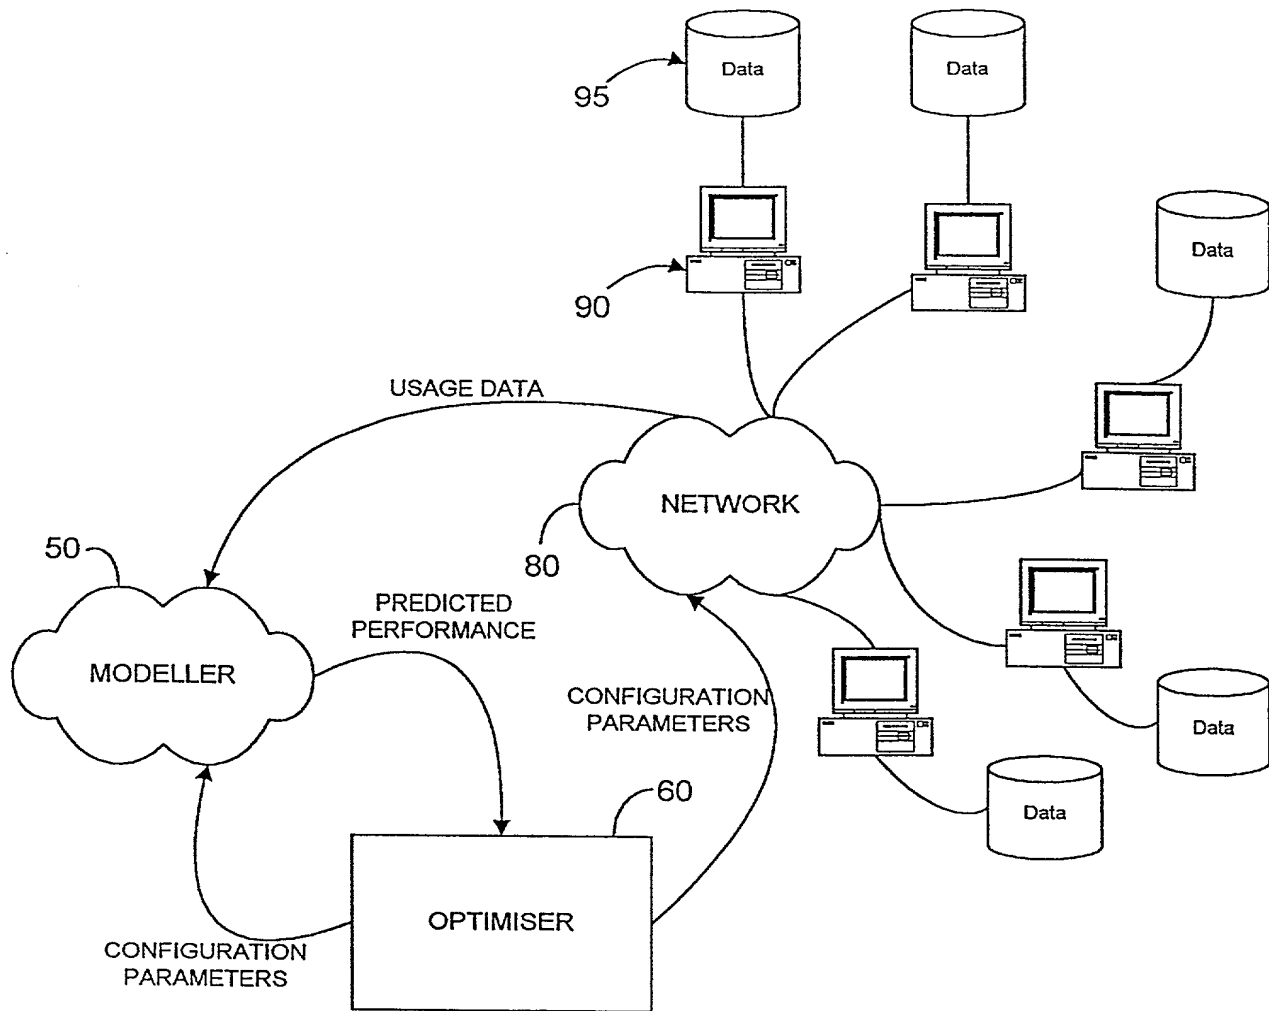 Data
Data
95
Data
90
USAGE DATA
NETWORK
80
50
PREDICTED
PERFORMANCE
MODELLER
CONFIGURATION
PARAMETERS
Data
60
Data
OPTIMISER
CONFIGURATION
PARAMETERS